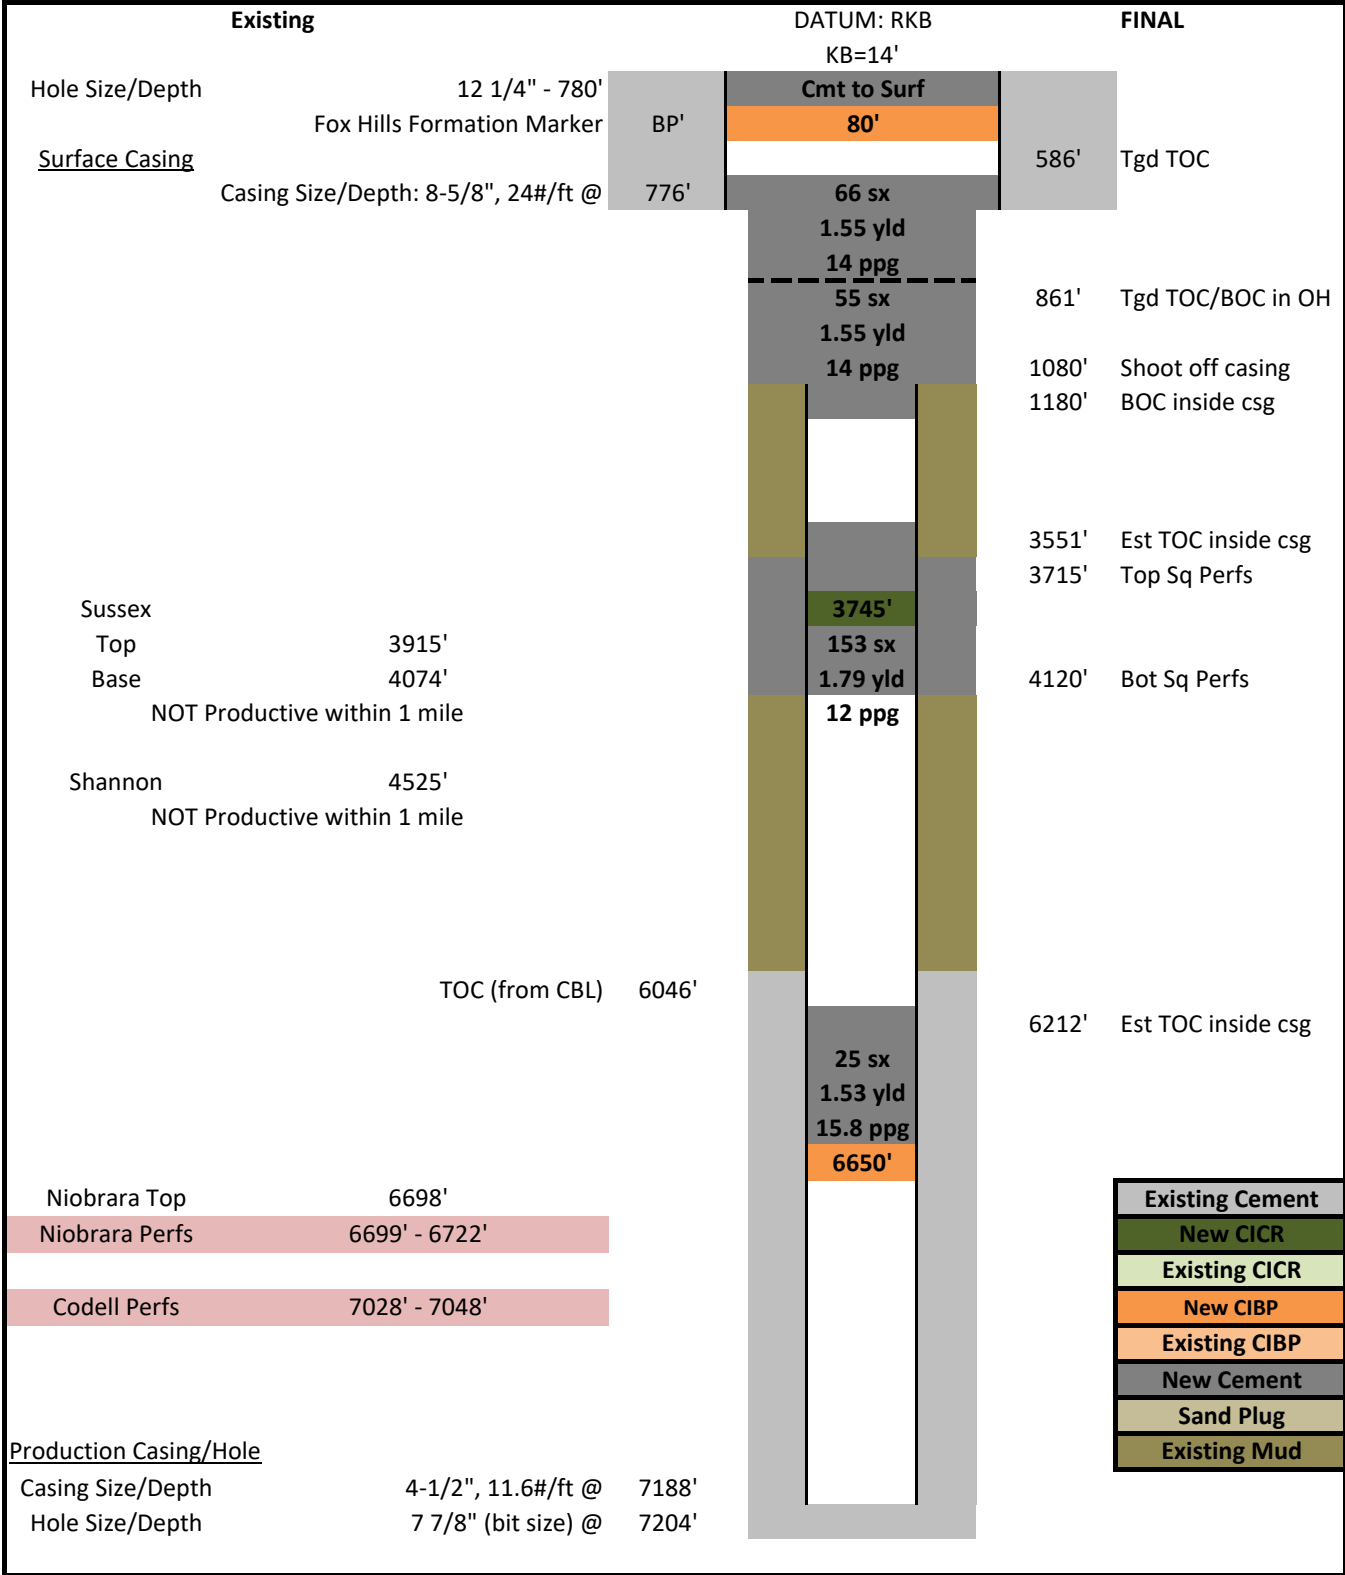 Existing DATUM: RKB FINAL
KB=14'
Hole Size/Depth 12 1/4" - 780' Cmt to Surf
Fox Hills Formation Marker BP' 80'
Surface Casing 586' Tgd TOC
Casing Size/Depth: 8-5/8", 24#/ft @ 776' 66 sx
1.55 yld
14 ppg
55 sx 861' Tgd TOC/BOC in OH
1.55 yld
14 ppg 1080' Shoot off casing
1180' BOC inside csg
3551' Est TOC inside csg
3715' Top Sq Perfs
Sussex 3745'
Top 3915' 153 sx
Base 4074' 1.79 yld 4120' Bot Sq Perfs
NOT Productive within 1 mile 12 ppg
Shannon 4525'
NOT Productive within 1 mile
TOC (from CBL) 6046'
6212' Est TOC inside csg
25 sx
1.53 yld
15.8 ppg
6650'
Niobrara Top 6698' Existing Cement
Niobrara Perfs 6699' - 6722' New CICR
Existing CICR
Codell Perfs 7028' - 7048' New CIBP
Existing CIBP
New Cement
Sand Plug
Production Casing/Hole Existing Mud
Casing Size/Depth 4-1/2", 11.6#/ft @ 7188'
Hole Size/Depth 7 7/8" (bit size) @ 7204'